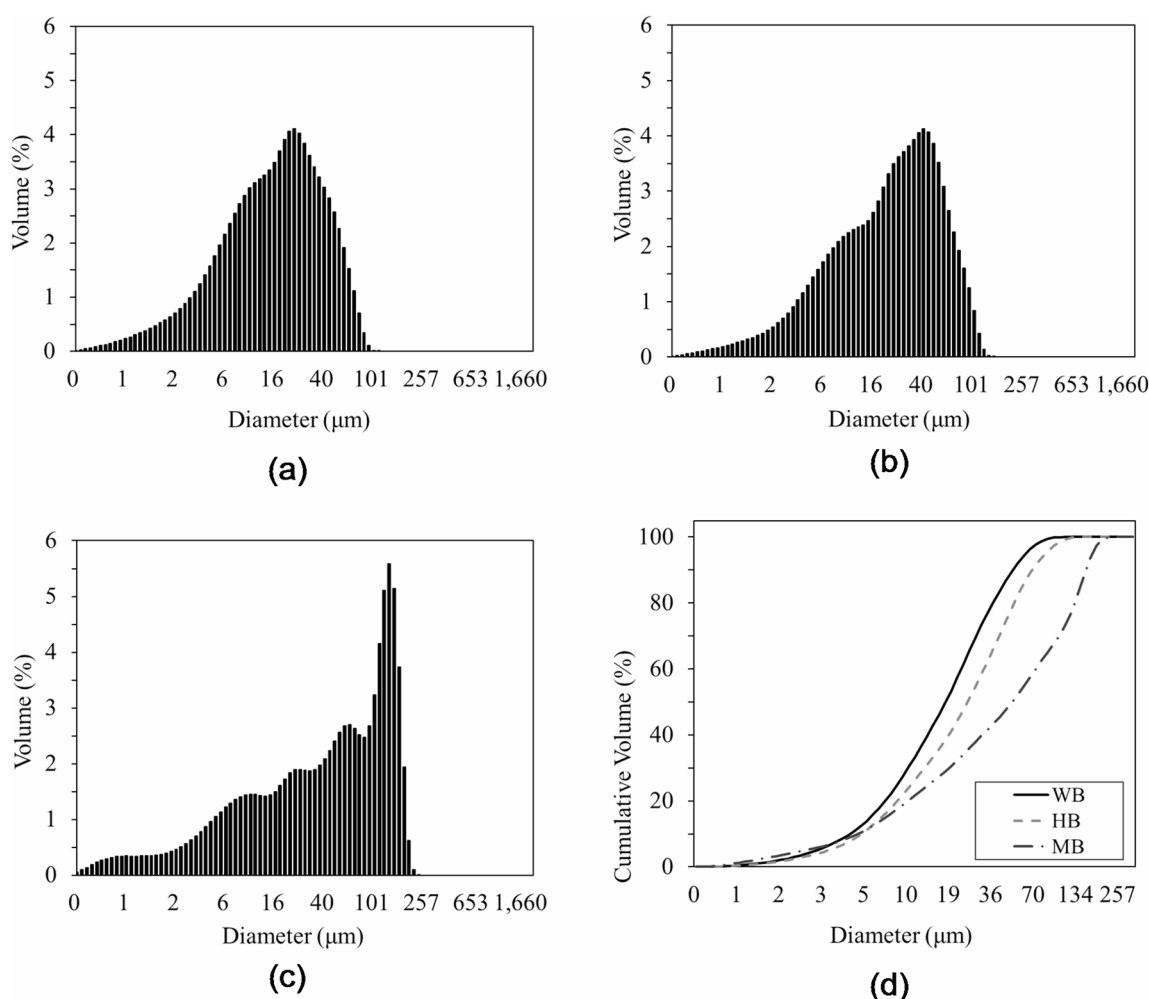 6
5
4
3
2
1
0
Volume (%)
0 1 2 6 16 40 101 257 653 1,660
Diameter (μm)
(a)
6
5
4
3
2
1
0
Volume (%)
0 1 2 6 16 40 101 257 653 1,660
Diameter (μm)
(b)
6
5
4
3
2
1
0
Volume (%)
0 1 2 6 16 40 101 257 653 1,660
Diameter (μm)
(c)
100
80
60
40
20
0
Cumulative Volume (%)
WB
HB
MB
0 1 2 3 5 10 19 36 70 134 257
Diameter (μm)
(d)